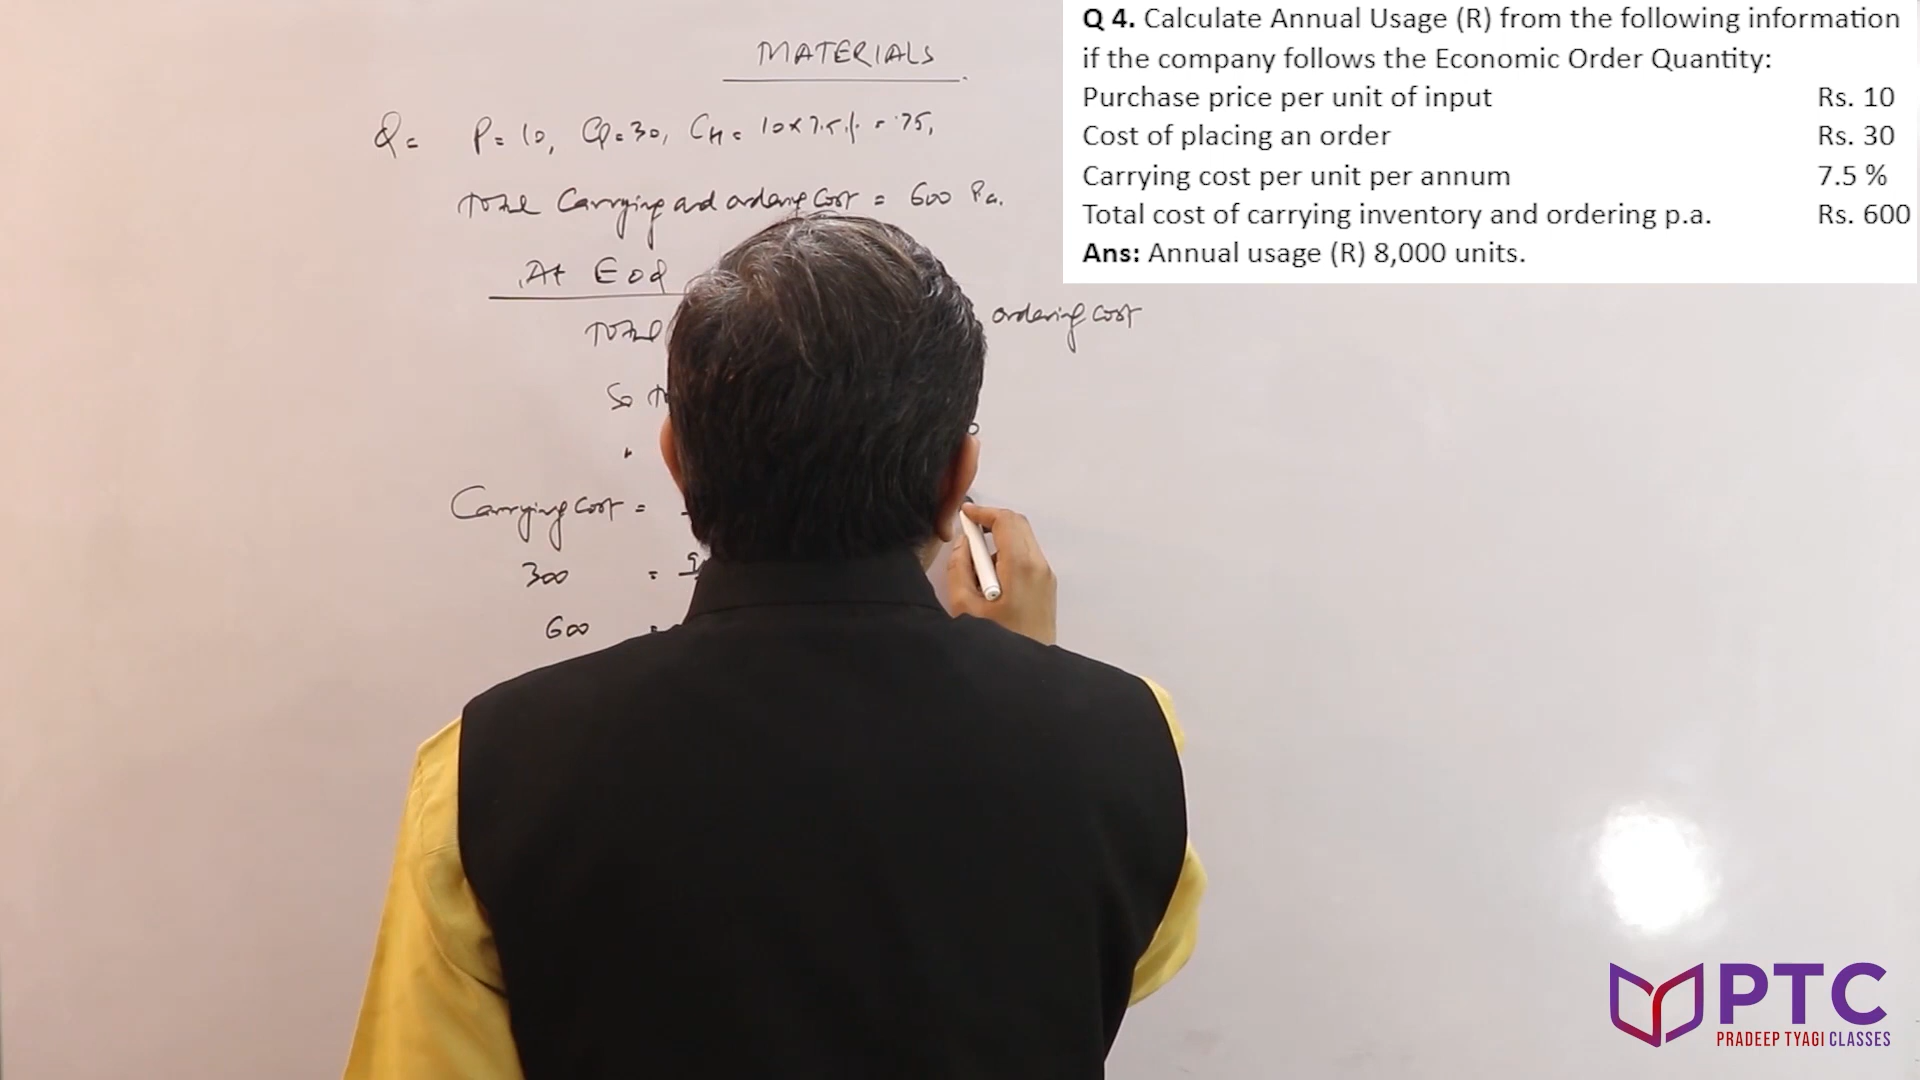 MATERIALS
Q= P= 10, CQ=30, CH= 10×7.5% = .75,
Total Carrying and ordering Cost = 600 P.a.
At EOQ
Total ordering Cost
So
Carrying Cost =
300 =
600 =
Q 4. Calculate Annual Usage (R) from the following information
if the company follows the Economic Order Quantity:
Purchase price per unit of input Rs. 10
Cost of placing an order Rs. 30
Carrying cost per unit per annum 7.5 %
Total cost of carrying inventory and ordering p.a. Rs. 600
Ans: Annual usage (R) 8,000 units.
PTC
PRADEEP TYAGI CLASSES